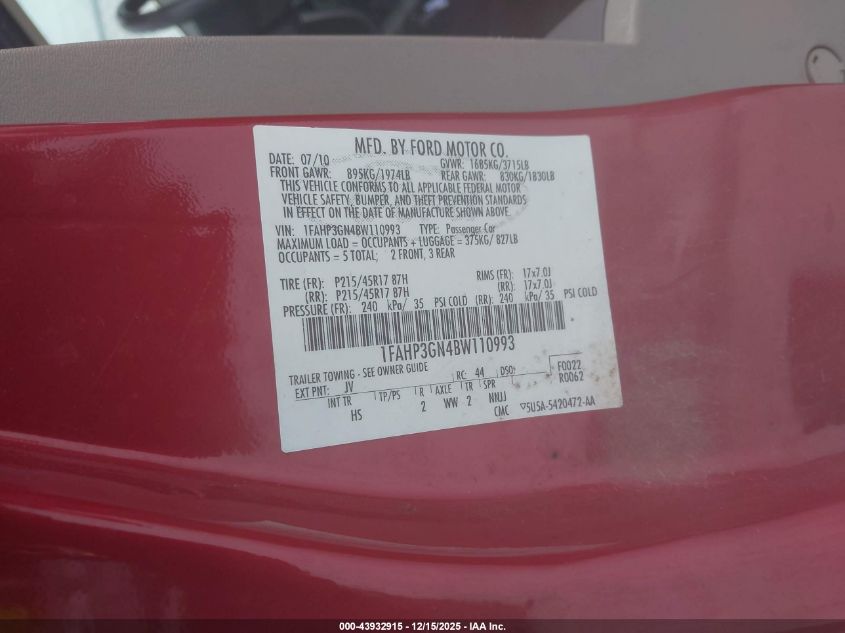 MFD. BY FORD MOTOR CO.
DATE: 07/10 GVWR: 1685KG/3715LB
FRONT GAWR: 895KG/1974LB REAR GAWR: 830KG/1830LB
THIS VEHICLE CONFORMS TO ALL APPLICABLE FEDERAL MOTOR
VEHICLE SAFETY, BUMPER, AND THEFT PREVENTION STANDARDS
IN EFFECT ON THE DATE OF MANUFACTURE SHOWN ABOVE.
VIN: 1FAHP3GN4BW110993 TYPE: Passenger Car
MAXIMUM LOAD = OCCUPANTS + LUGGAGE = 375KG/ 827LB
OCCUPANTS = 5 TOTAL; 2 FRONT, 3 REAR
TIRE (FR): P215/45R17 87H RIMS (FR): 17x7.0J
(RR): P215/45R17 87H (RR): 17x7.0J
PRESSURE (FR): 240 kPa/ 35 PSI COLD (RR): 240 kPa/ 35 PSI COLD
1FAHP3GN4BW110993
TRAILER TOWING - SEE OWNER GUIDE RC: 44 DSO: F0022
EXT PNT: JV R0062
INT TR TP/PS R AXLE TR SPR
HS 2 WW 2 NNJJ
CMC ▽5U5A-5420472-AA
000-43932915 - 12/15/2025 - IAA Inc.